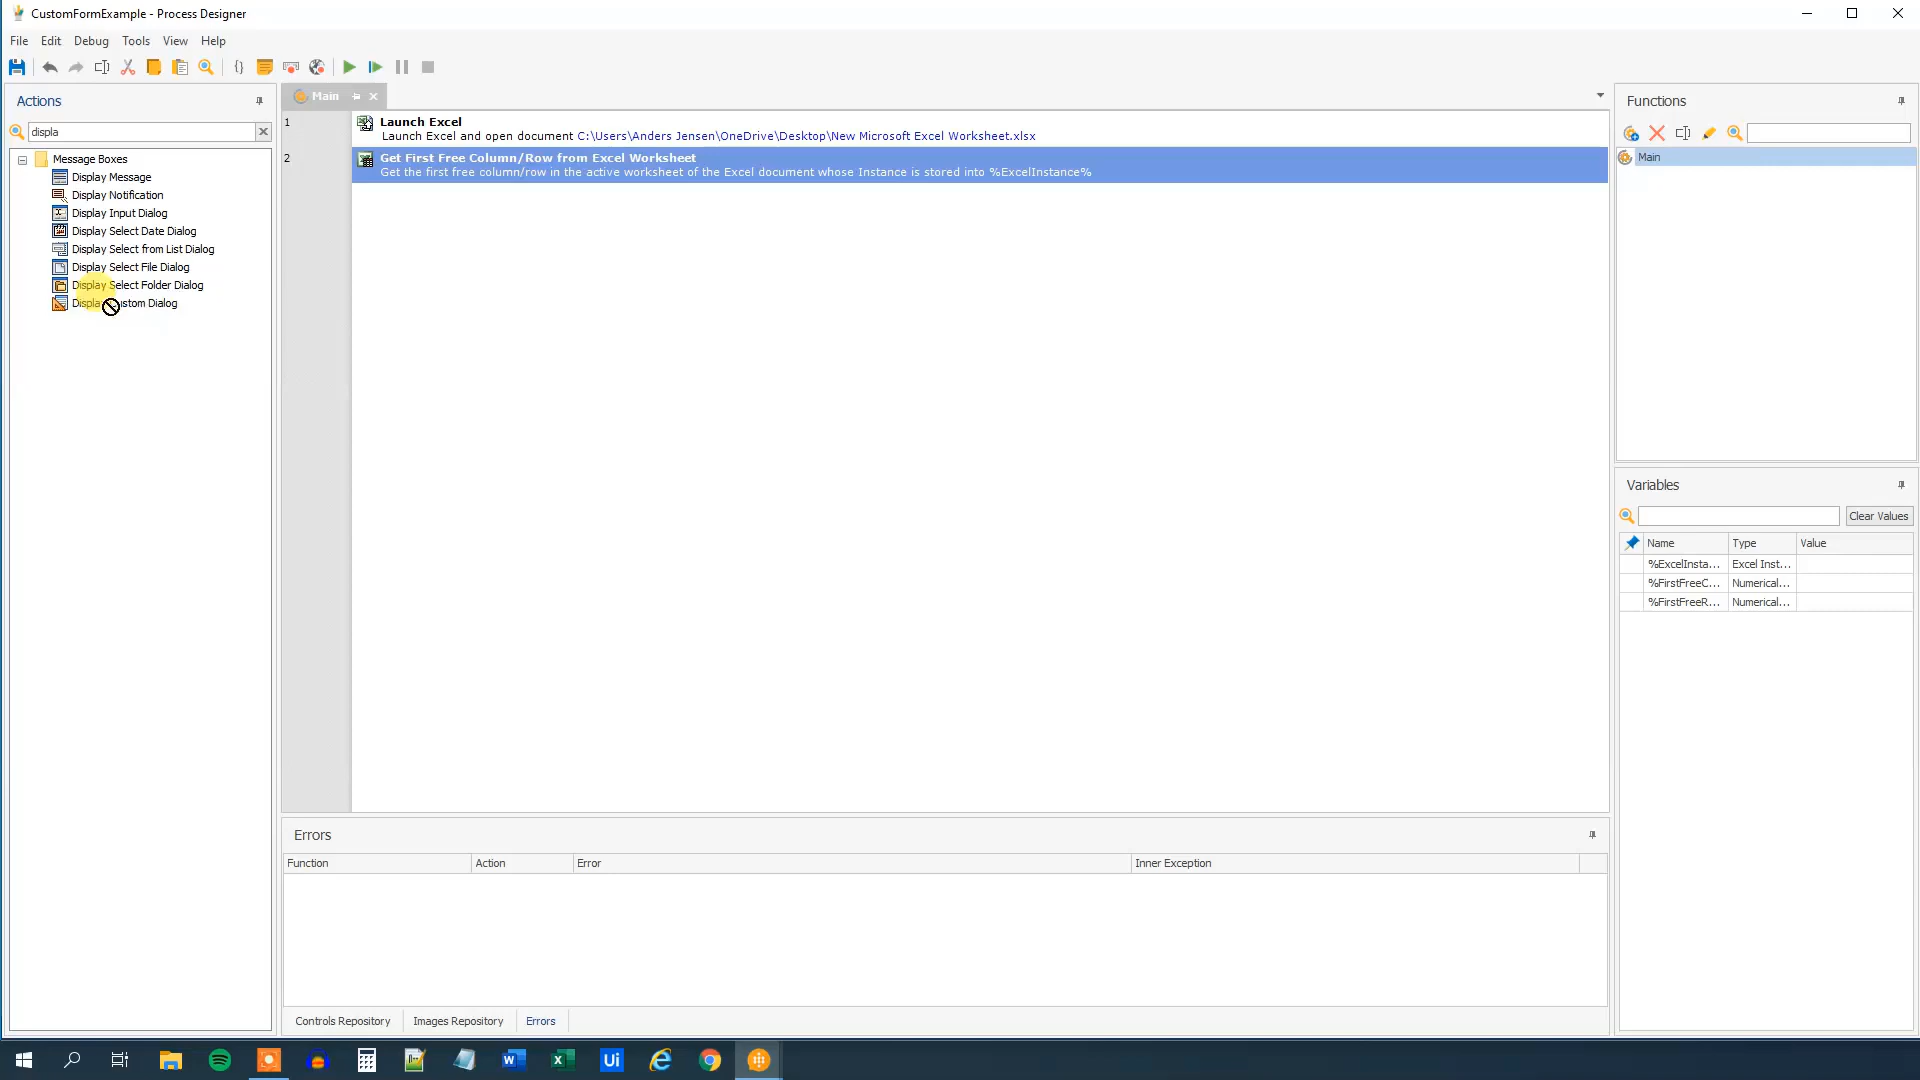 CustomFormExample - Process Designer
File Edit Debug Tools View Help
Actions
displa
Message Boxes
Display Message
Display Notification
Display Input Dialog
Display Select Date Dialog
Display Select from List Dialog
Display Select File Dialog
Display Select Folder Dialog
Display Custom Dialog
Main
1 Launch Excel
Launch Excel and open document C:\Users\Anders Jensen\OneDrive\Desktop\New Microsoft Excel Worksheet.xlsx
2 Get First Free Column/Row from Excel Worksheet
Get the first free column/row in the active worksheet of the Excel document whose Instance is stored into %ExcelInstance%
Errors
Function Action Error Inner Exception
Controls Repository Images Repository Errors
Functions
Main
Variables
Clear Values
Name Type Value
%ExcelInsta... Excel Inst...
%FirstFreeC... Numerical...
%FirstFreeR... Numerical...
Ui